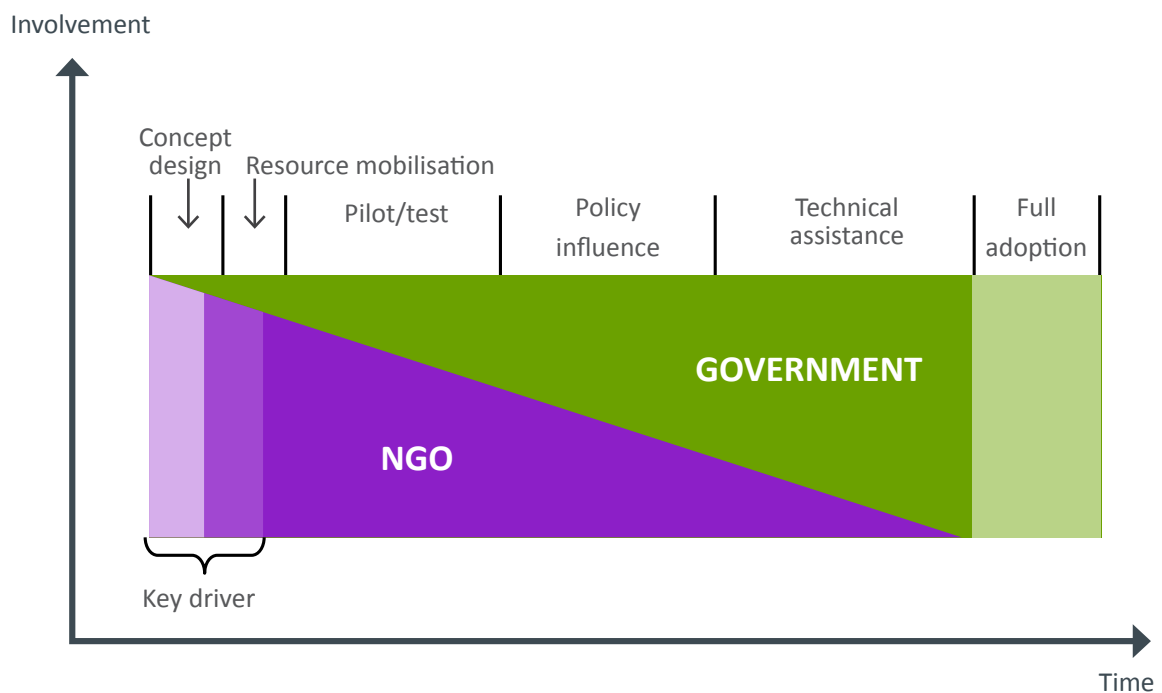 Involvement
Concept
design
Resource mobilisation
Pilot/test
Policy
influence
Technical
assistance
Full
adoption
GOVERNMENT
NGO
Key driver
Time